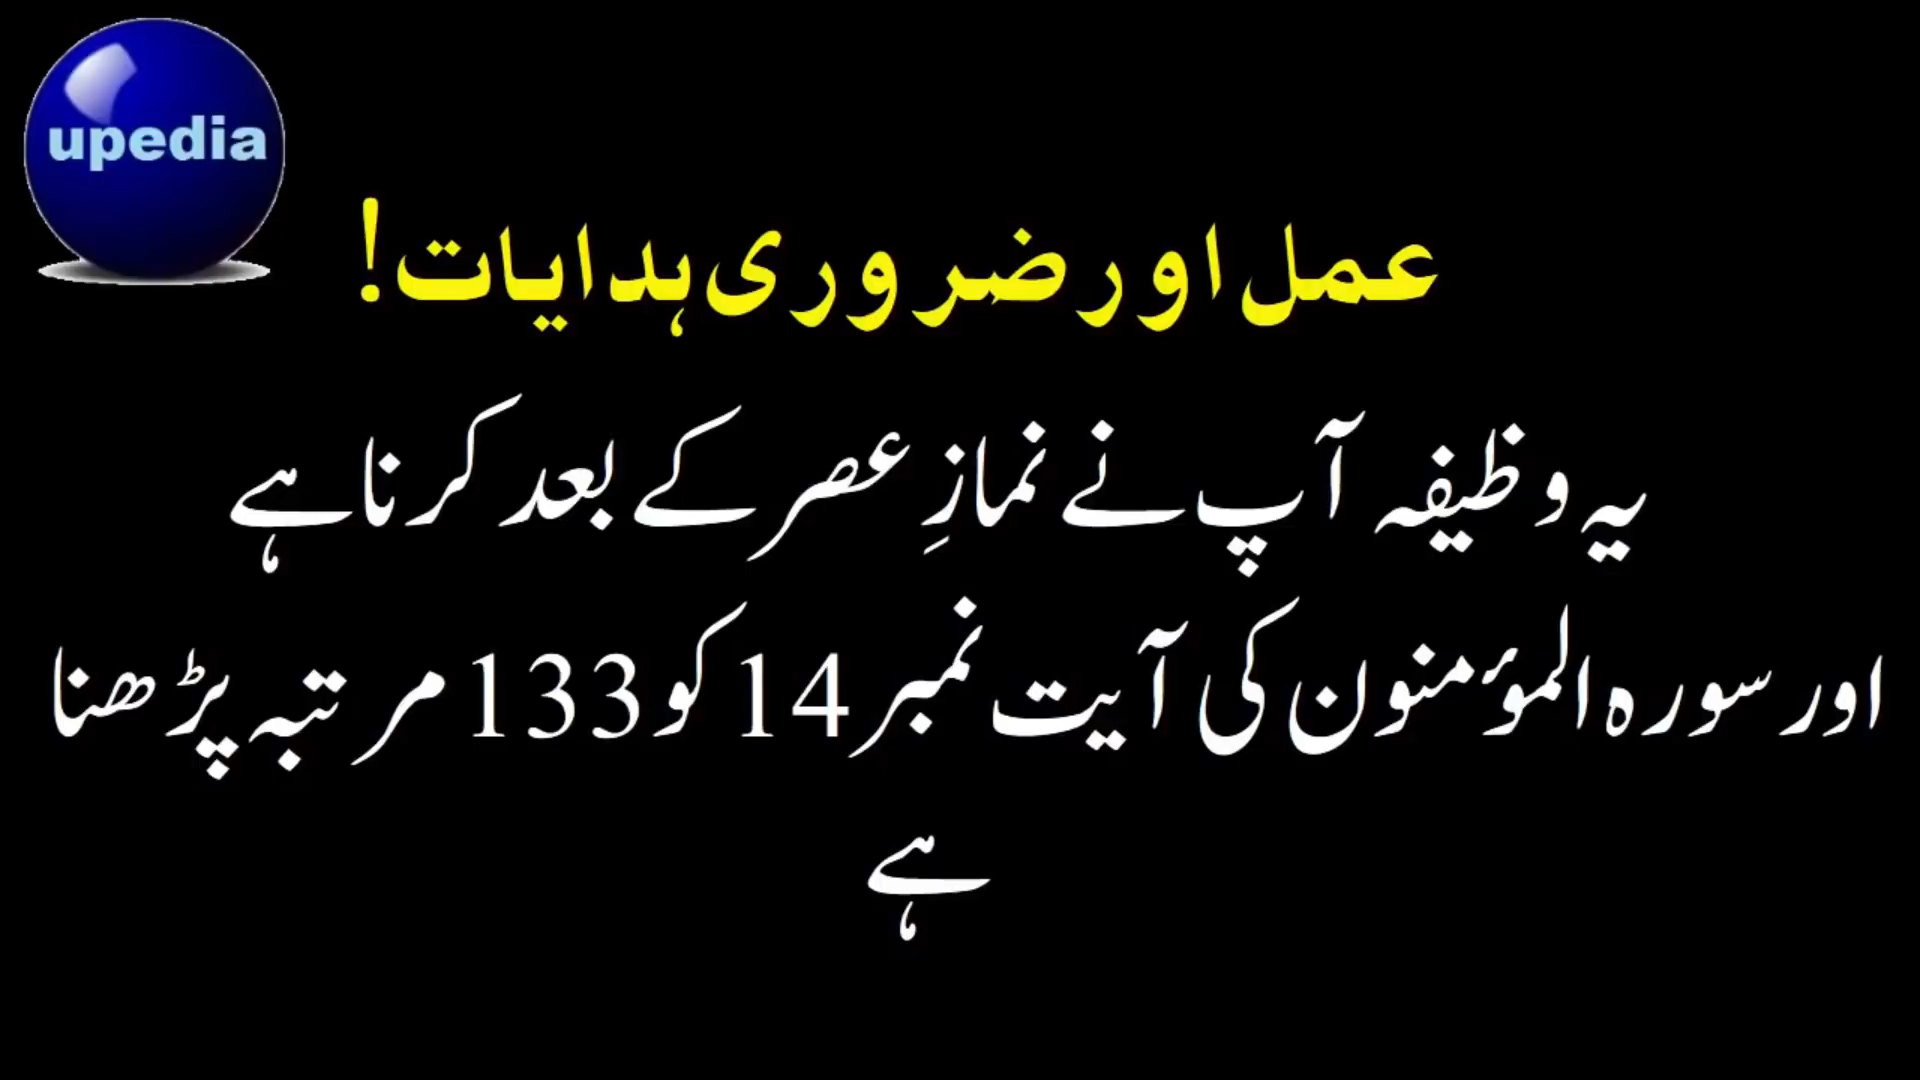 upedia
عمل اور ضروری ہدایات!
یہ وظیفہ آپ نے نمازِ عصر کے بعد کرنا ہے
اور سورہ المؤمنون کی آیت نمبر 14 کو 133 مرتبہ پڑھنا
ہے